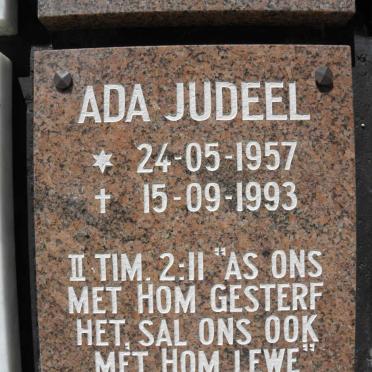 ADA JUDEEL
* 24-05-1957
† 15-09-1993
II TIM. 2:11 "AS ONS
MET HOM GESTERF
HET, SAL ONS OOK
MET HOM LEWE"